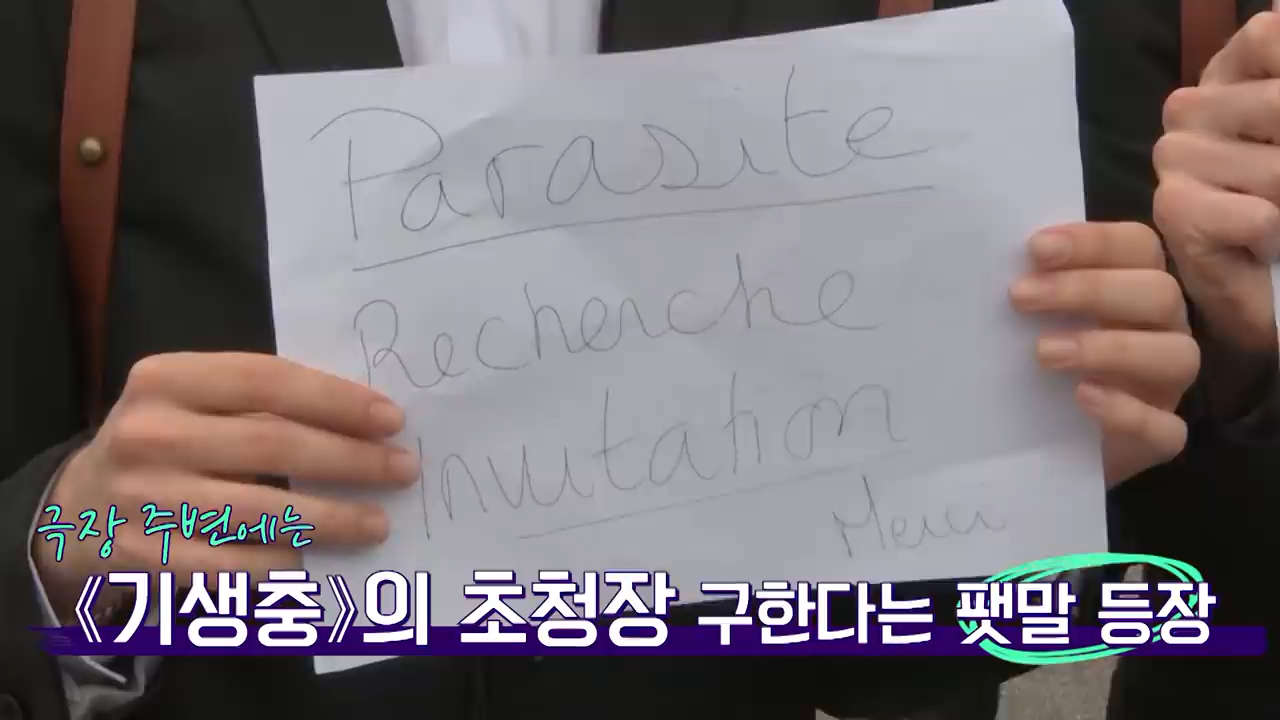 Parasite
Recherche
Invitation
Merci
극장 주변에는
《기생충》의 초청장 구한다는 팻말 등장